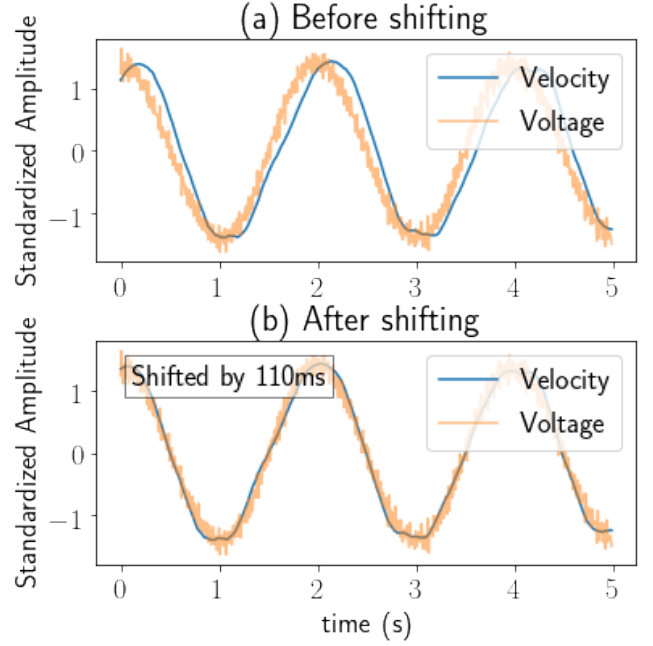 (a) Before shifting
Standardized Amplitude
1
0
−1
Velocity
Voltage
0 1 2 3 4 5
(b) After shifting
Standardized Amplitude
1
0
−1
Shifted by 110ms
Velocity
Voltage
0 1 2 3 4 5
time (s)